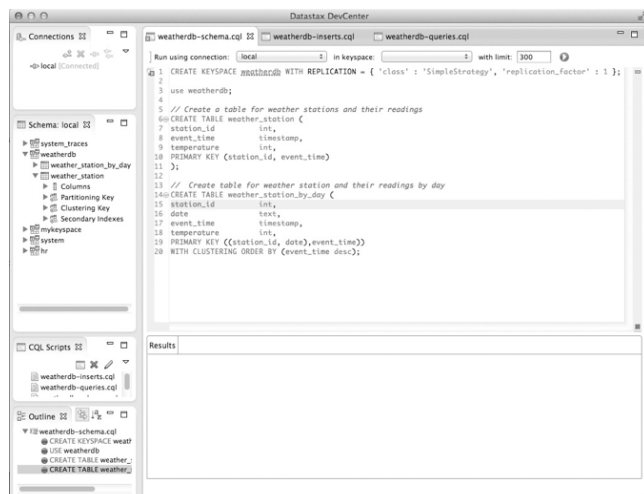 Datastax DevCenter
Connections
local [Connected]
Schema: local
system_traces
weatherdb
weather_station_by_day
weather_station
Columns
Partitioning Key
Clustering Key
Secondary Indexes
mykeyspace
system
hr
CQL Scripts
weatherdb-inserts.cql
weatherdb-queries.cql
Outline
weatherdb-schema.cql
CREATE KEYSPACE weath
USE weatherdb
CREATE TABLE weather_
CREATE TABLE weather_
weatherdb-schema.cql weatherdb-inserts.cql weatherdb-queries.cql
Run using connection: local in keyspace: with limit: 300
1 CREATE KEYSPACE weatherdb WITH REPLICATION = { 'class' : 'SimpleStrategy', 'replication_factor' : 1 };
2
3 use weatherdb;
4
5 // Create a table for weather stations and their readings
6 CREATE TABLE weather_station (
7 station_id int,
8 event_time timestamp,
9 temperature int,
10 PRIMARY KEY (station_id, event_time)
11 );
12
13 // Create table for weather station and their readings by day
14 CREATE TABLE weather_station_by_day (
15 station_id int,
16 date text,
17 event_time timestamp,
18 temperature int,
19 PRIMARY KEY ((station_id, date),event_time))
20 WITH CLUSTERING ORDER BY (event_time desc);
Results